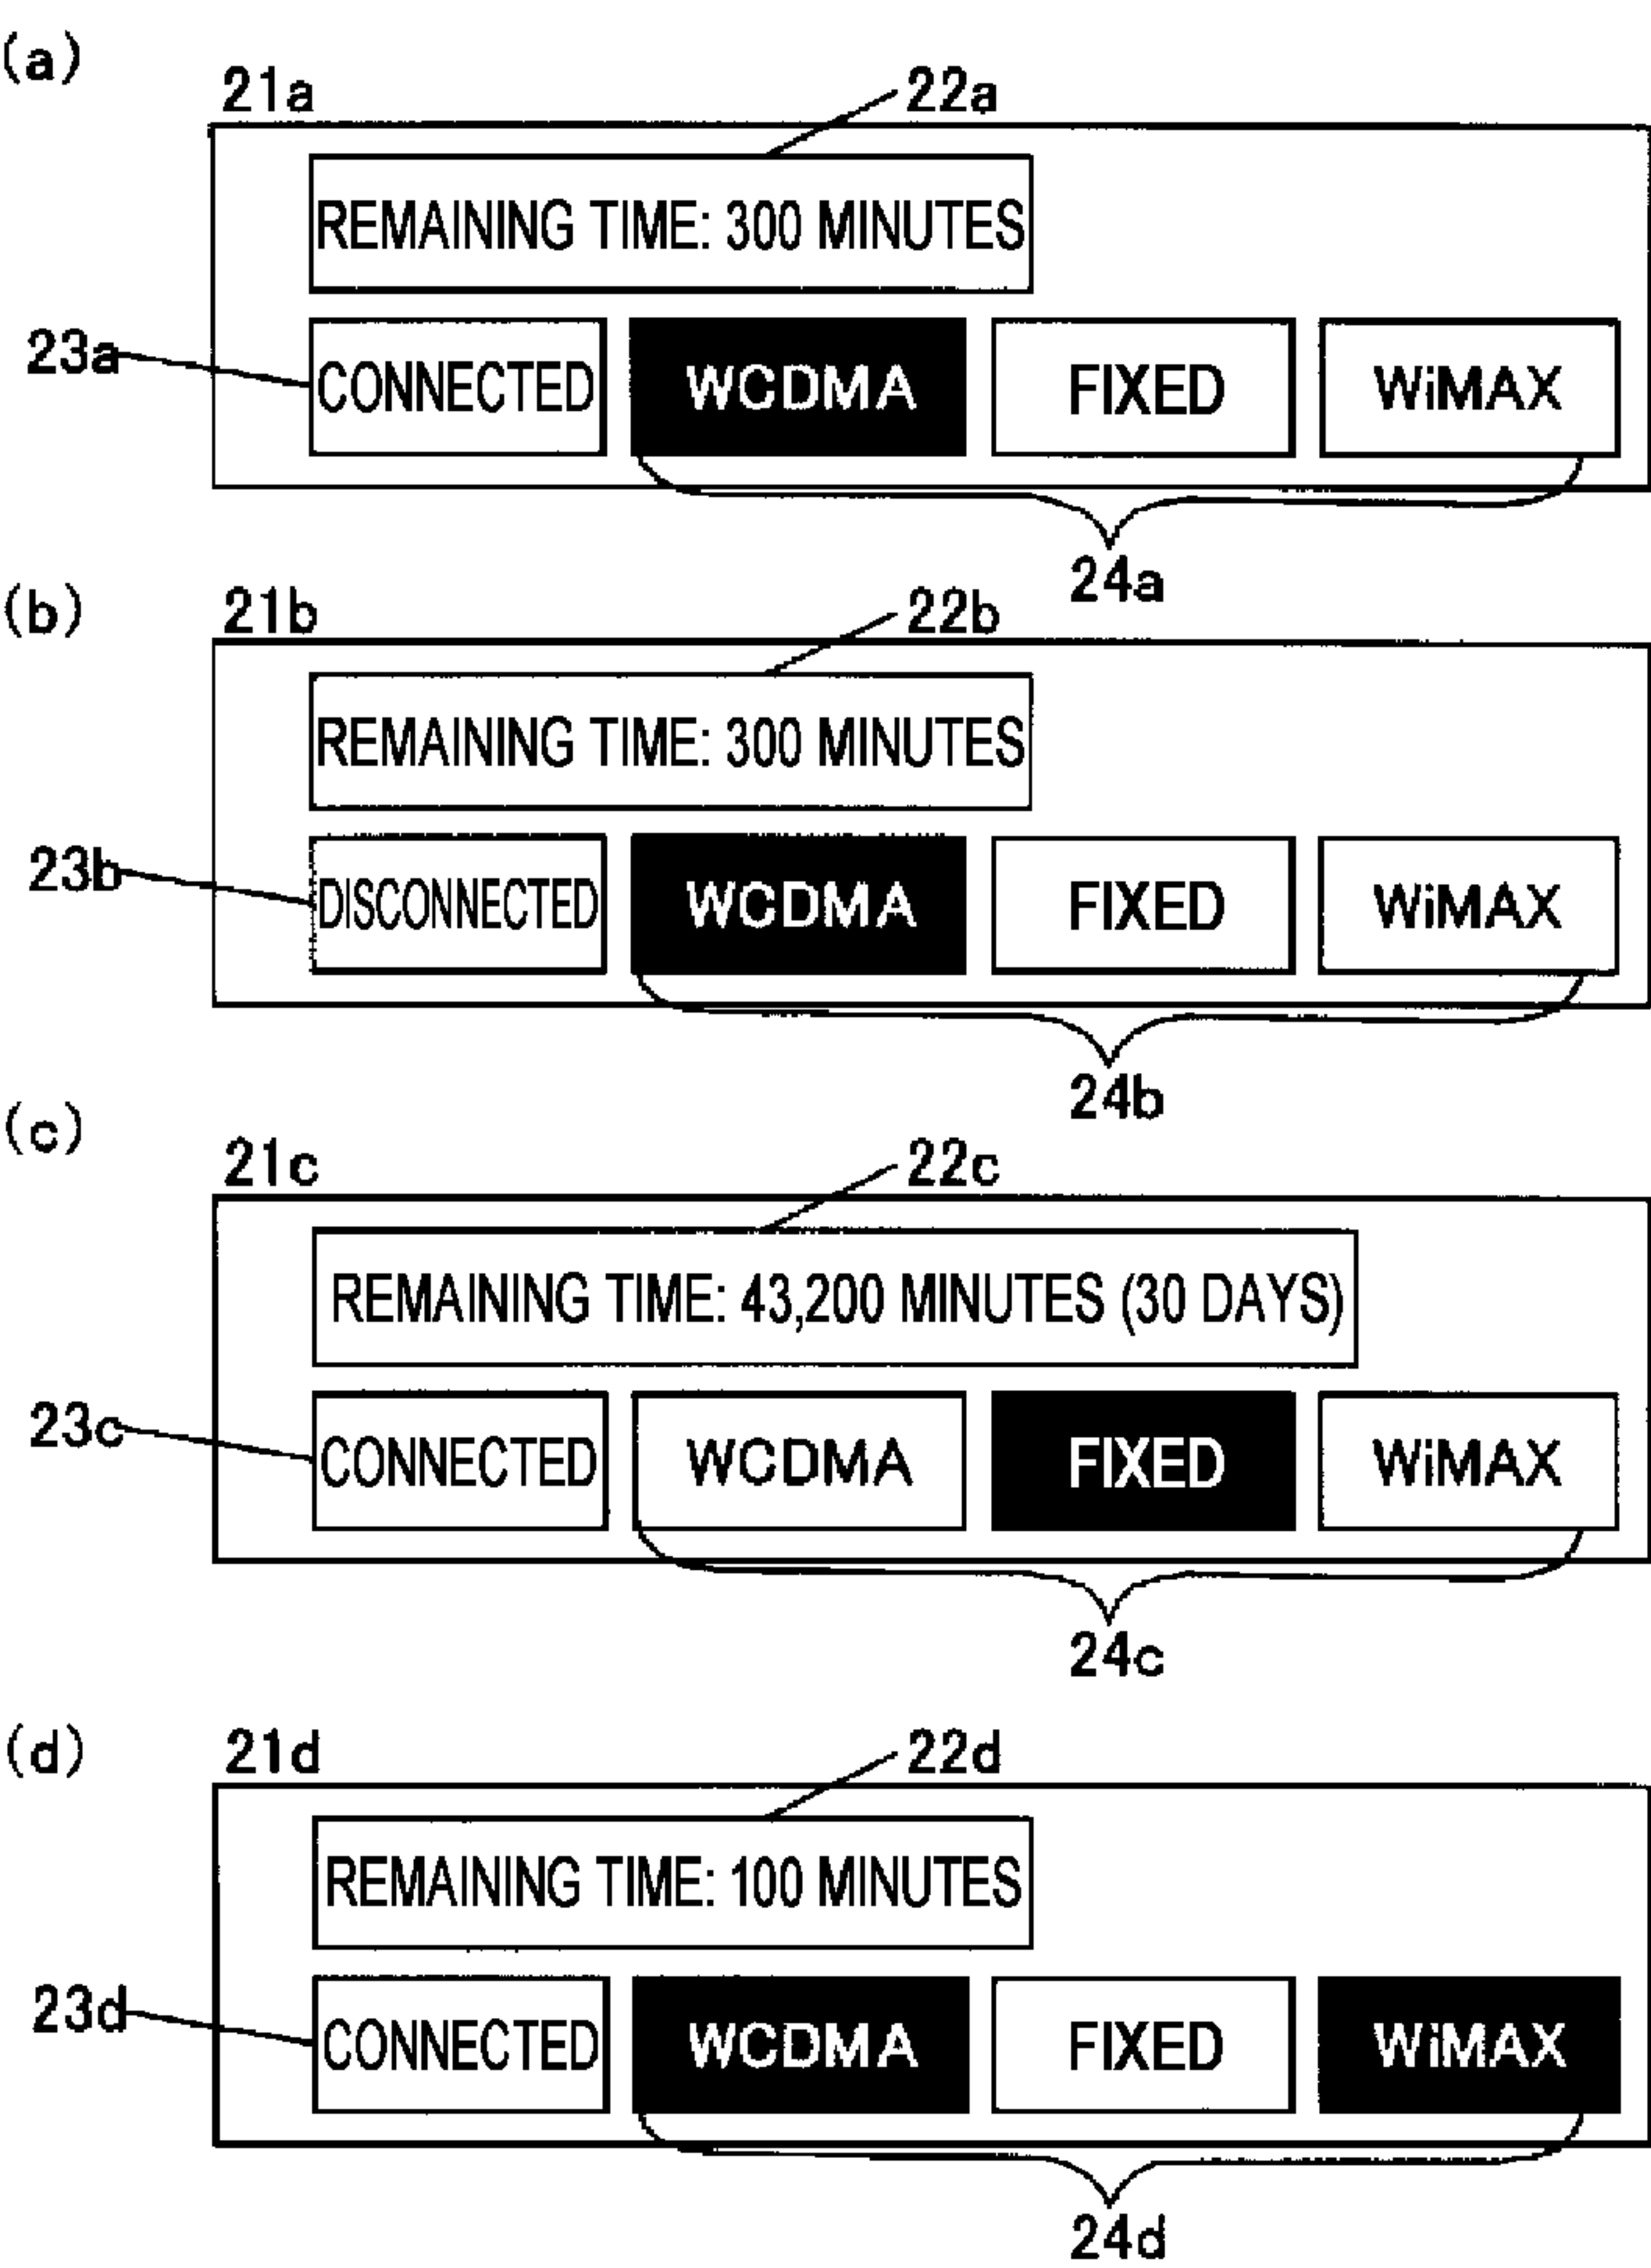 (a)
21a
22a
REMAINING TIME: 300 MINUTES
23a
CONNECTED WCDMA FIXED WiMAX
24a
(b)
21b
22b
REMAINING TIME: 300 MINUTES
23b
DISCONNECTED WCDMA FIXED WiMAX
24b
(c)
21c
22c
REMAINING TIME: 43,200 MINUTES (30 DAYS)
23c
CONNECTED WCDMA FIXED WiMAX
24c
(d)
21d
22d
REMAINING TIME: 100 MINUTES
23d
CONNECTED WCDMA FIXED WiMAX
24d